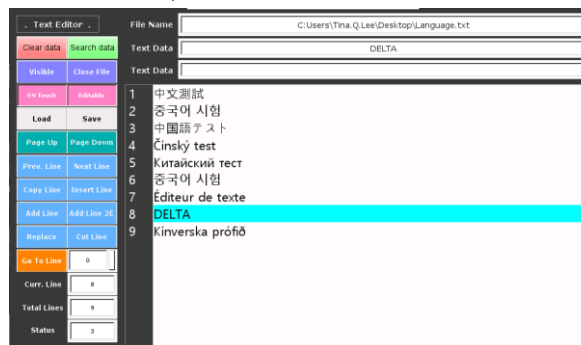 . Text Editor .
File Name C:Users\Tina.Q.Lee\Desktop\Language.txt
Clear data Search data
Text Data DELTA
Visible Close File
Text Data
EN Touch Editable
Load Save
Page Up Page Down
Prev. Line Next Line
Copy Line Insert Line
Add Line Add Line 2E
Replace Cut Line
Go To Line 0
Curr. Line 8
Total Lines 9
Status 3
1 中文測試
2 중국어 시험
3 中国語テスト
4 Čínský test
5 Китайский тест
6 중국어 시험
7 Éditeur de texte
8 DELTA
9 Kínverska prófið